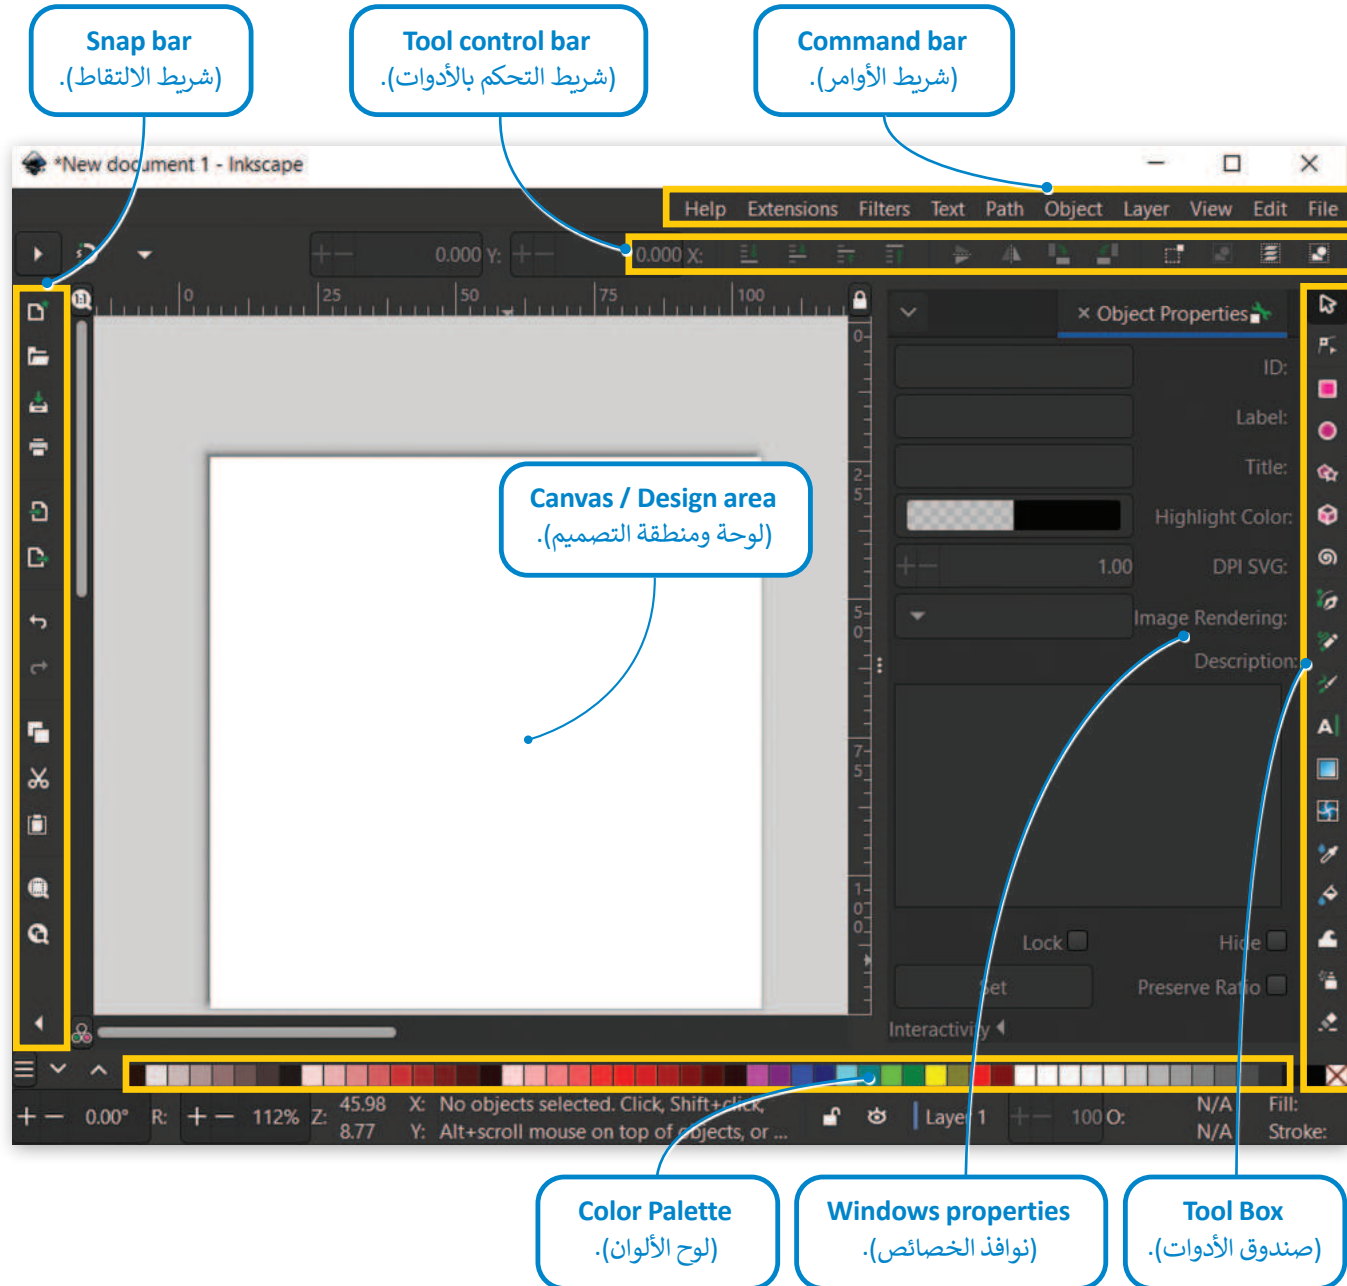 Snap bar
(شريط الالتقاط).
Tool control bar
(شريط التحكم بالأدوات).
Command bar
(شريط الأوامر).
*New document 1 - Inkscape
Help Extensions Filters Text Path Object Layer View Edit File
0.000 Y: 0.000 X:
0 25 50 75 100
Object Properties
ID:
Label:
Title:
Highlight Color:
1.00 DPI SVG:
Image Rendering:
Description:
Canvas / Design area
(لوحة ومنطقة التصميم).
0
25
50
75
100
Lock Hide
Set Preserve Ratio
Interactivity
0.00° R: 112% Z: 45.98 X: No objects selected. Click, Shift+click,
8.77 Y: Alt+scroll mouse on top of objects, or ...
Layer 1 100 O: N/A Fill:
N/A Stroke:
Color Palette
(لوح الألوان).
Windows properties
(نوافذ الخصائص).
Tool Box
(صندوق الأدوات).